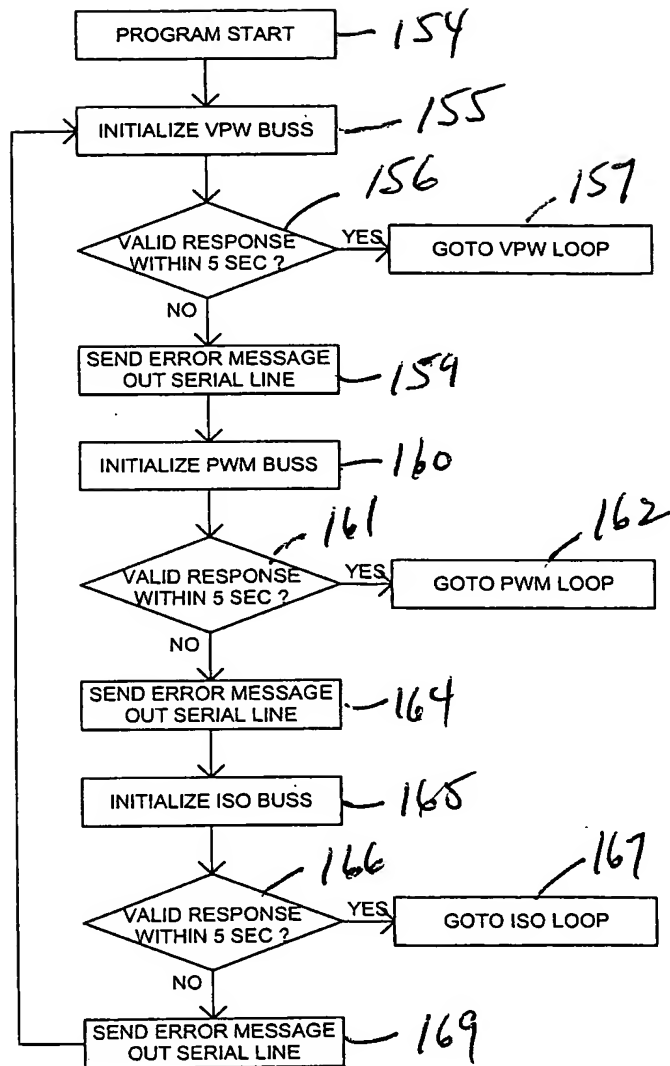 PROGRAM START 154
INITIALIZE VPW BUSS 155
156
157
VALID RESPONSE
WITHIN 5 SEC ?
YES
GOTO VPW LOOP
NO
SEND ERROR MESSAGE
OUT SERIAL LINE
159
INITIALIZE PWM BUSS 160
161
162
VALID RESPONSE
WITHIN 5 SEC ?
YES
GOTO PWM LOOP
NO
SEND ERROR MESSAGE
OUT SERIAL LINE
164
INITIALIZE ISO BUSS 165
166
167
VALID RESPONSE
WITHIN 5 SEC ?
YES
GOTO ISO LOOP
NO
SEND ERROR MESSAGE
OUT SERIAL LINE
169